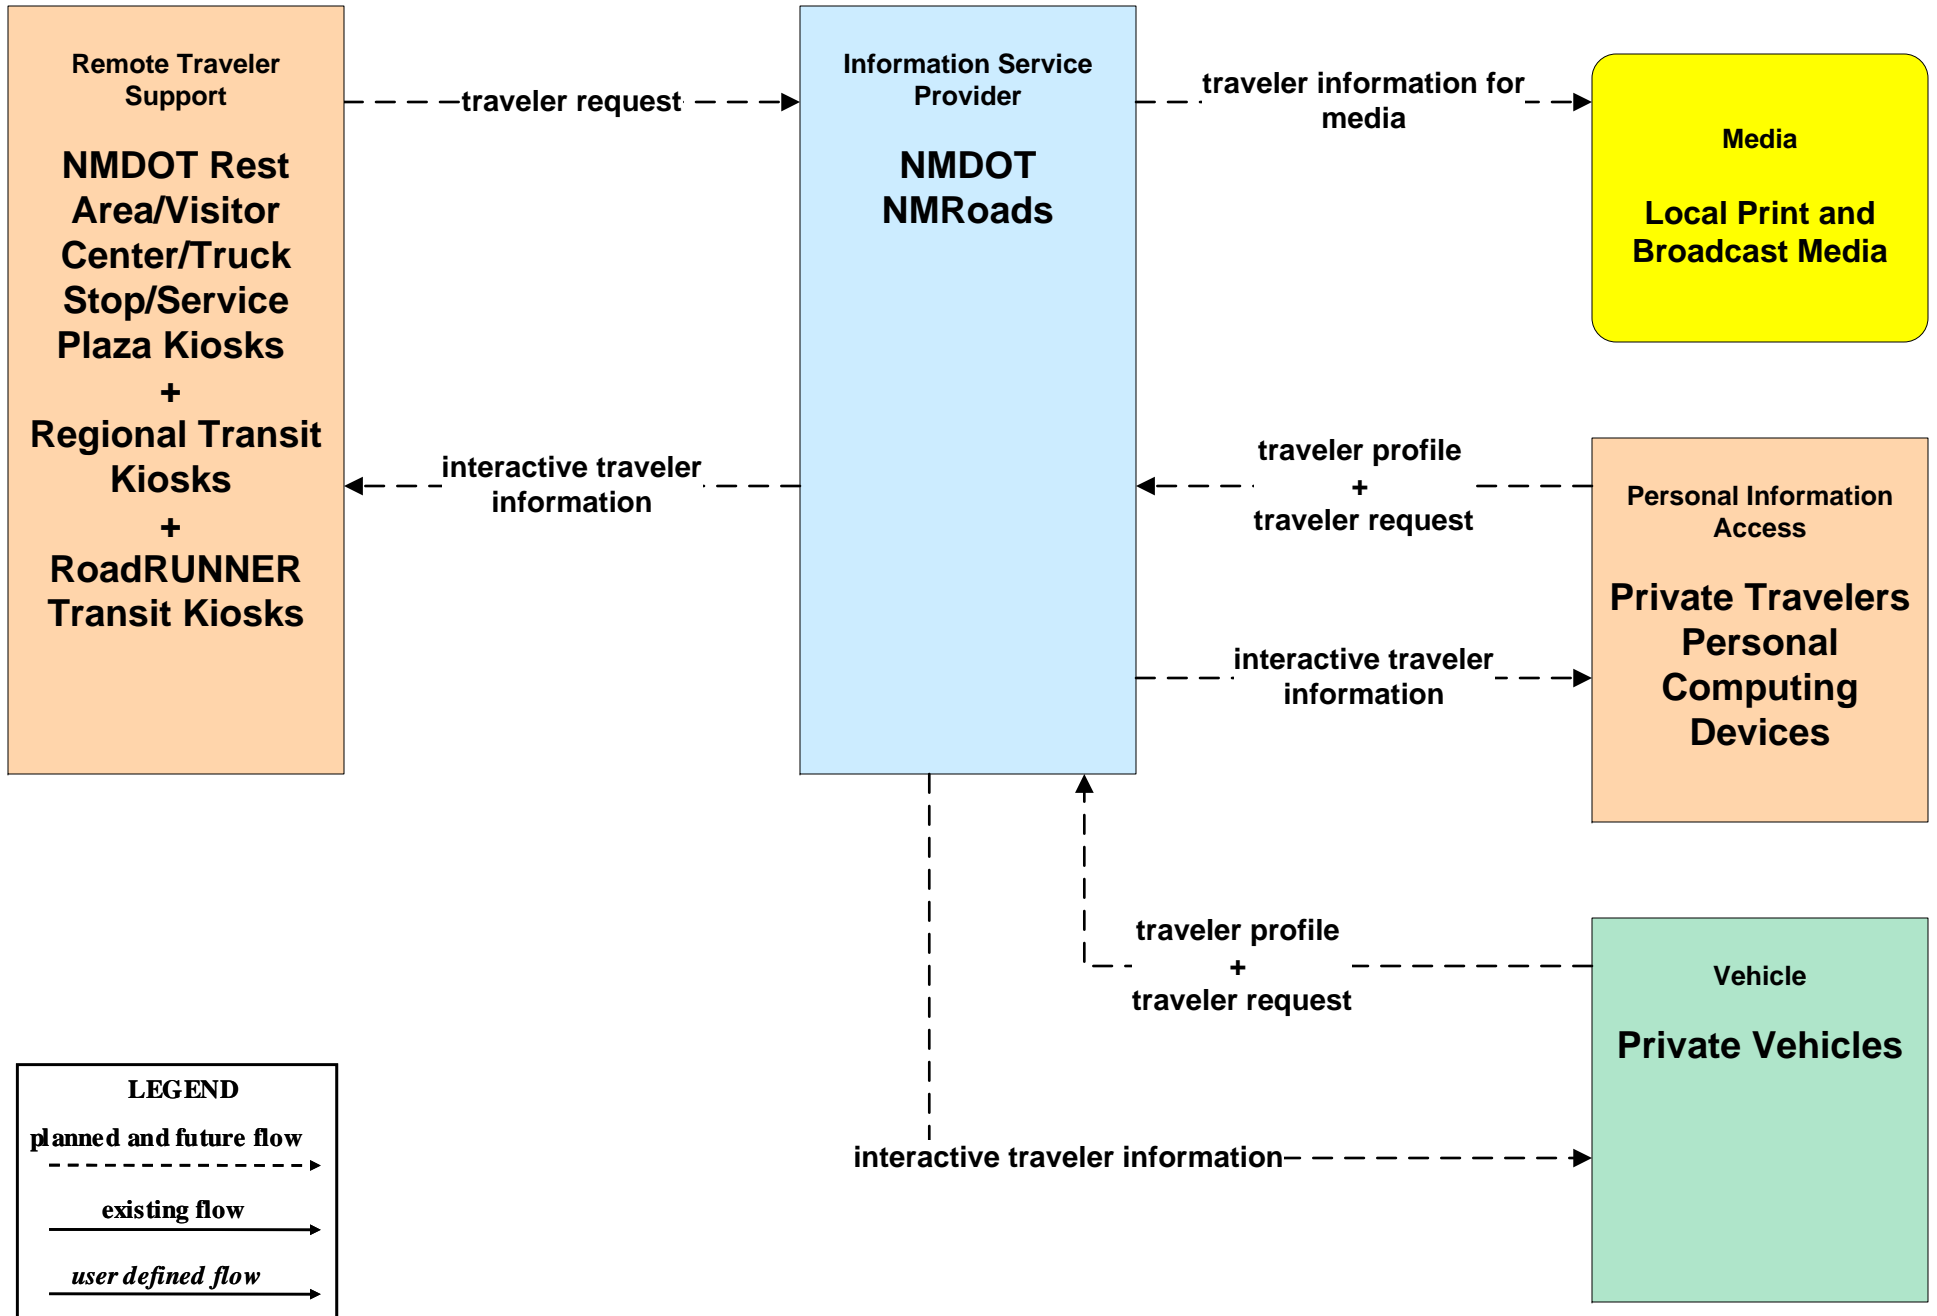 Remote Traveler
Support
NMDOT Rest
Area/Visitor
Center/Truck
Stop/Service
Plaza Kiosks
+
Regional Transit
Kiosks
+
RoadRUNNER
Transit Kiosks
traveler request
interactive traveler
information
Information Service
Provider
NMDOT
NMRoads
traveler information for
media
Media
Local Print and
Broadcast Media
traveler profile
+
traveler request
interactive traveler
information
Personal Information
Access
Private Travelers
Personal
Computing
Devices
traveler profile
+
traveler request
interactive traveler information
Vehicle
Private Vehicles
LEGEND
planned and future flow
existing flow
user defined flow